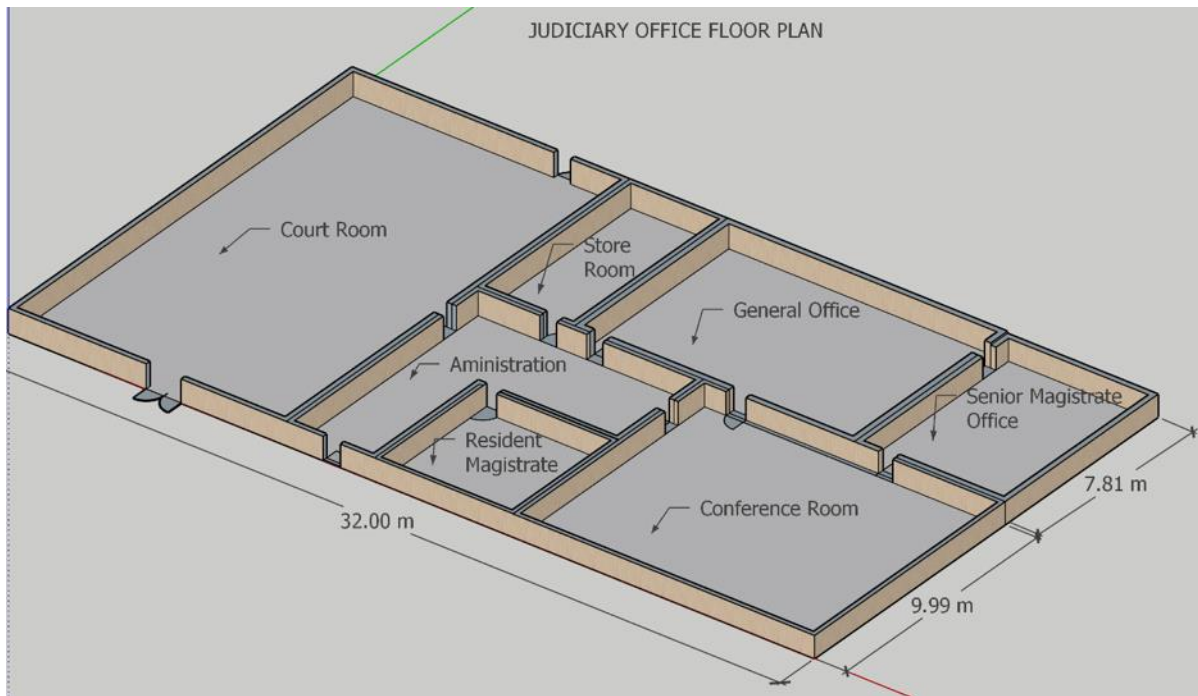 JUDICIARY OFFICE FLOOR PLAN
Court Room
Store
Room
General Office
Aministration
Senior Magistrate
Office
Resident
Magistrate
Conference Room
7.81 m
32.00 m
9.99 m